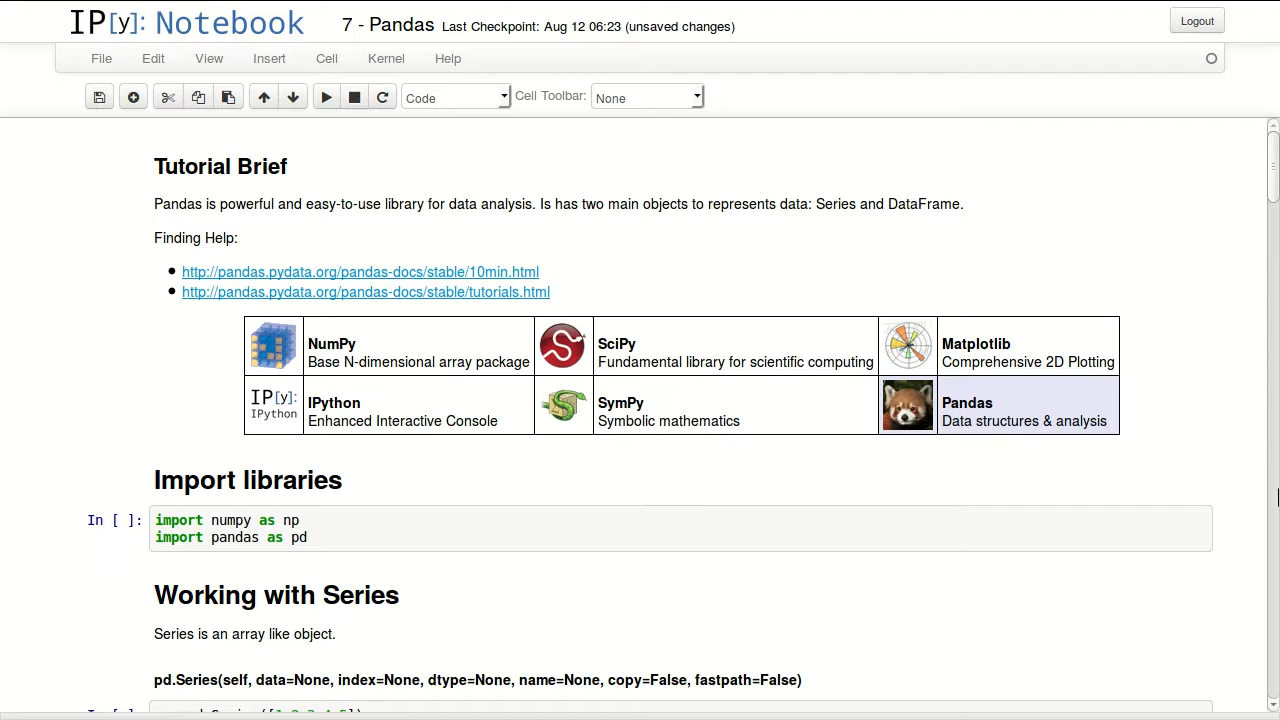 IP[y]: Notebook 7 - Pandas Last Checkpoint: Aug 12 06:23 (unsaved changes) Logout
File Edit View Insert Cell Kernel Help
Code Cell Toolbar: None
Tutorial Brief
Pandas is powerful and easy-to-use library for data analysis. Is has two main objects to represents data: Series and DataFrame.
Finding Help:
http://pandas.pydata.org/pandas-docs/stable/10min.html
http://pandas.pydata.org/pandas-docs/stable/tutorials.html
NumPy
Base N-dimensional array package
SciPy
Fundamental library for scientific computing
Matplotlib
Comprehensive 2D Plotting
IP[y]:
IPython
IPython
Enhanced Interactive Console
SymPy
Symbolic mathematics
Pandas
Data structures & analysis
Import libraries
In [ ]: import numpy as np
import pandas as pd
Working with Series
Series is an array like object.
pd.Series(self, data=None, index=None, dtype=None, name=None, copy=False, fastpath=False)